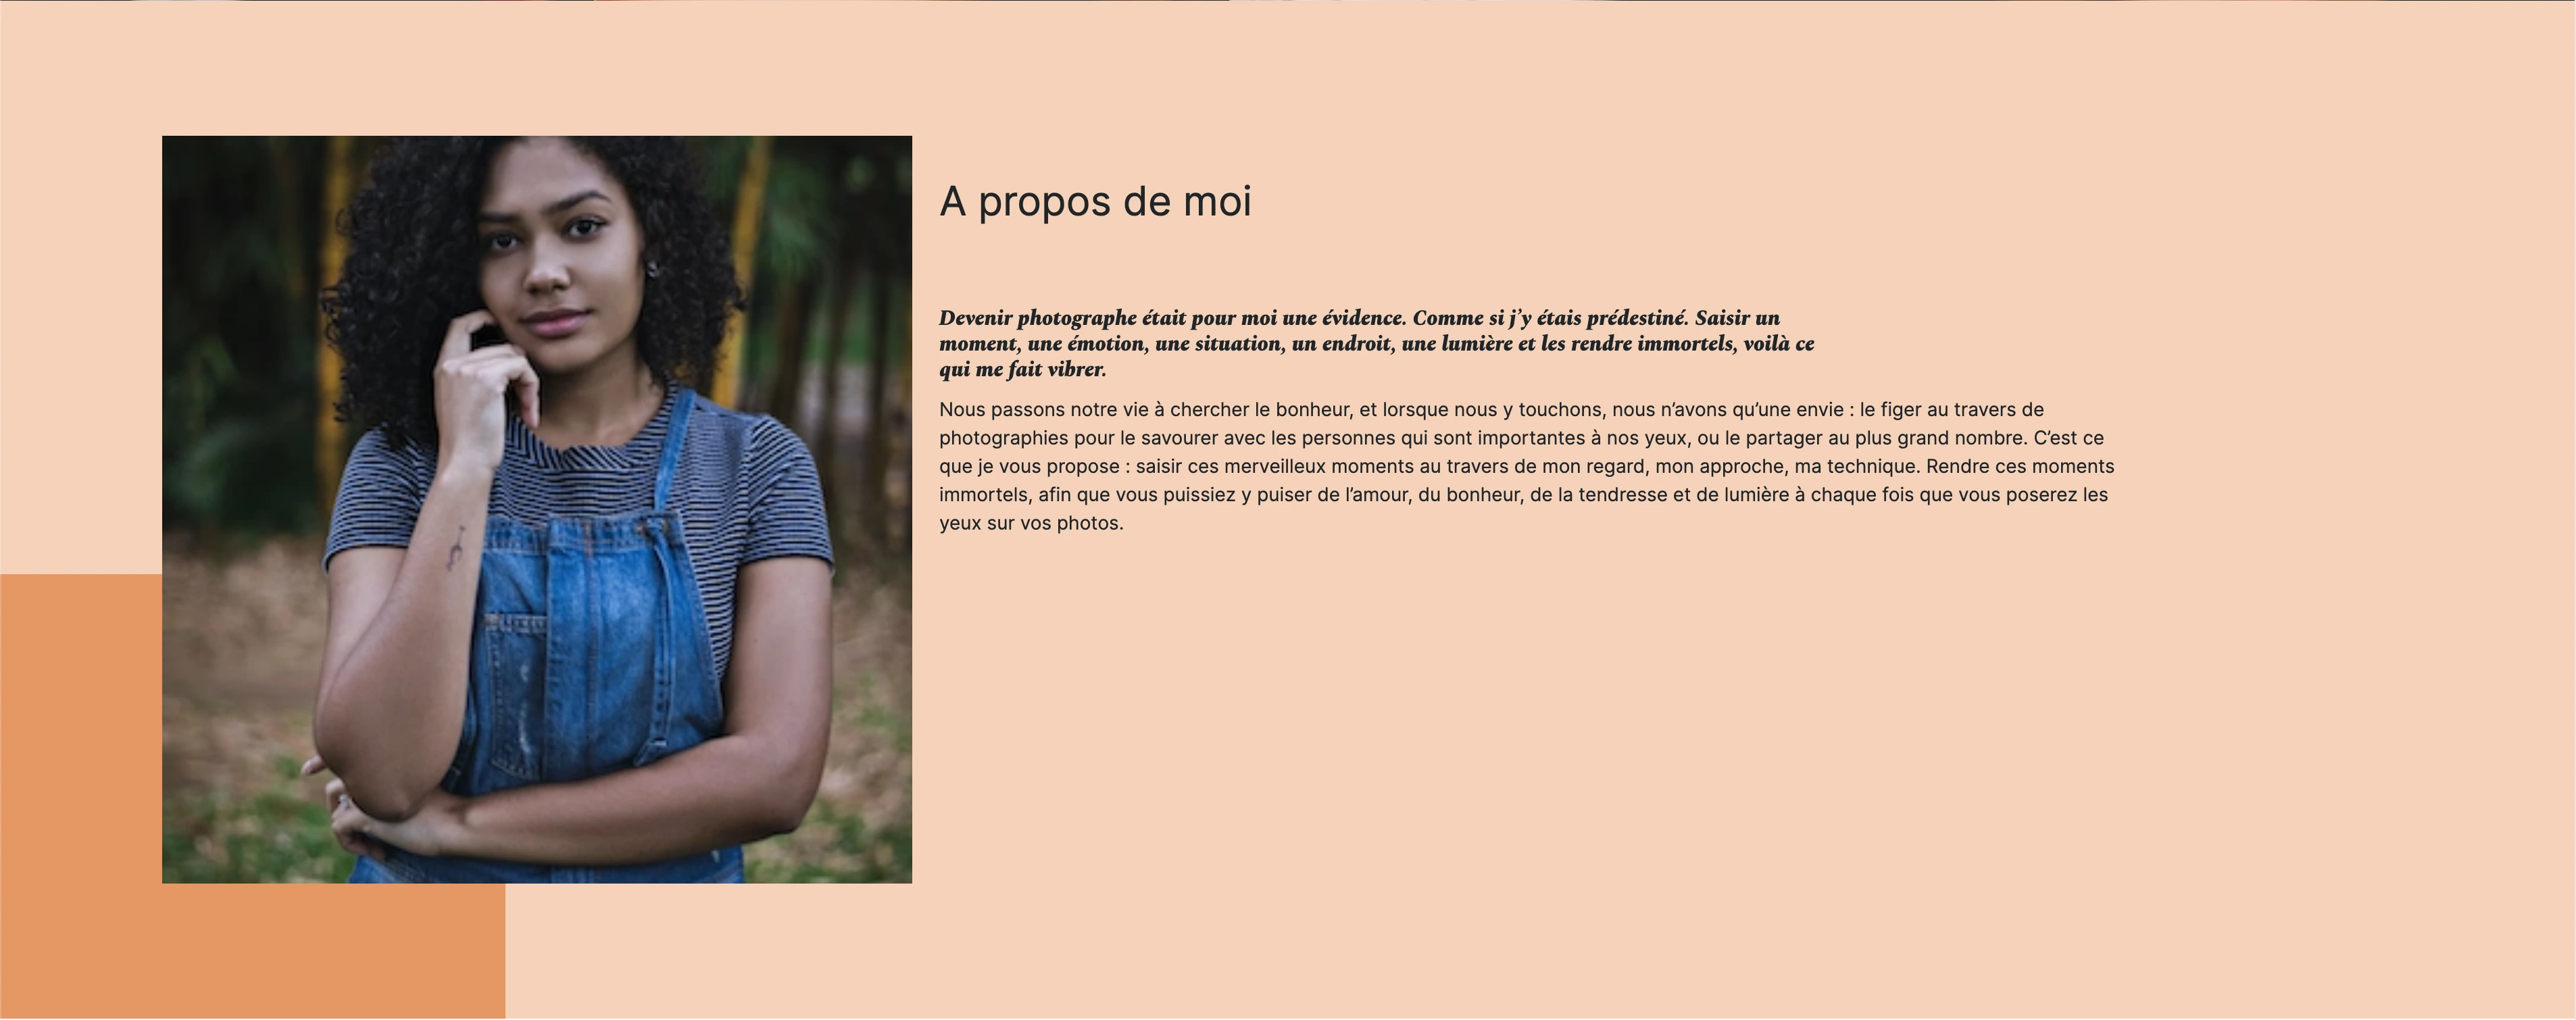 A propos de moi
Devenir photographe était pour moi une évidence. Comme si j’y étais prédestiné. Saisir un
moment, une émotion, une situation, un endroit, une lumière et les rendre immortels, voilà ce
qui me fait vibrer.
Nous passons notre vie à chercher le bonheur, et lorsque nous y touchons, nous n’avons qu’une envie : le figer au travers de
photographies pour le savourer avec les personnes qui sont importantes à nos yeux, ou le partager au plus grand nombre. C’est ce
que je vous propose : saisir ces merveilleux moments au travers de mon regard, mon approche, ma technique. Rendre ces moments
immortels, afin que vous puissiez y puiser de l’amour, du bonheur, de la tendresse et de lumière à chaque fois que vous poserez les
yeux sur vos photos.